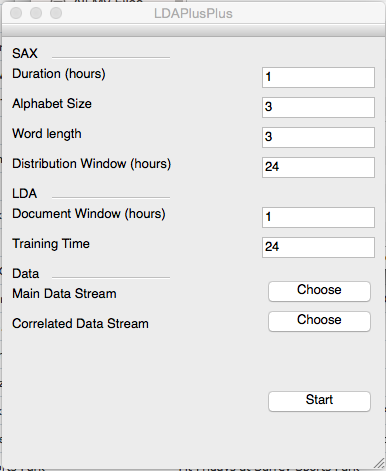 LDAPlusPlus
SAX
Duration (hours) 1
Alphabet Size 3
Word length 3
Distribution Window (hours) 24
LDA
Document Window (hours) 1
Training Time 24
Data
Main Data Stream Choose
Correlated Data Stream Choose
Start